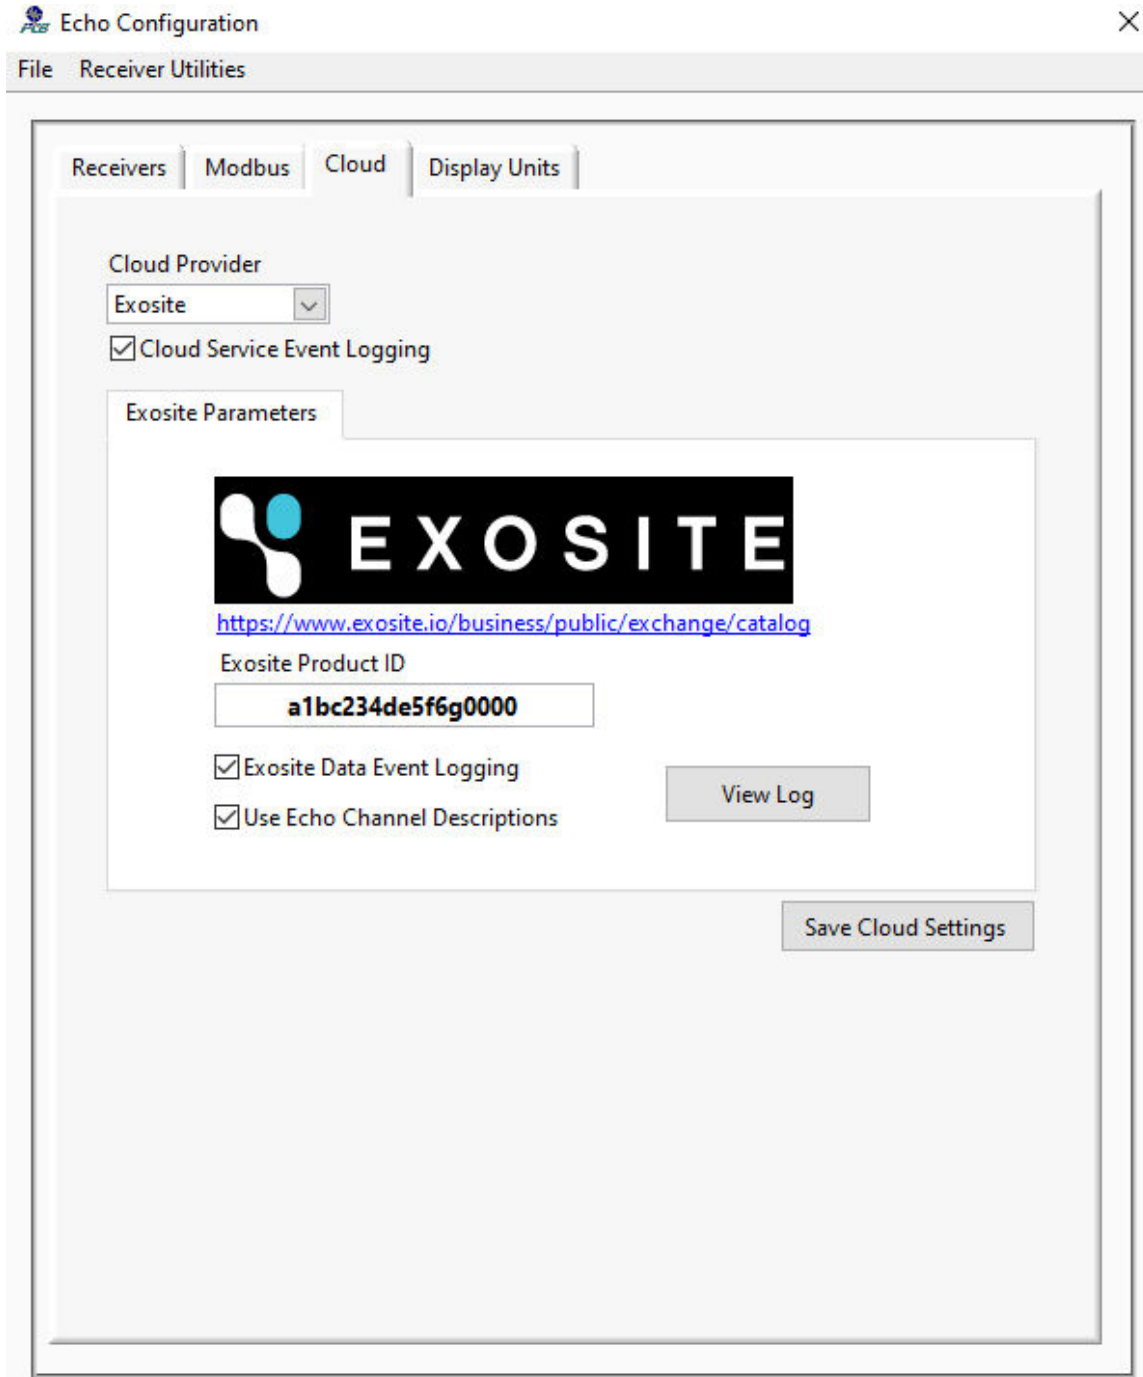 PCB Echo Configuration
File Receiver Utilities
Receivers Modbus Cloud Display Units
Cloud Provider
Exosite
Cloud Service Event Logging
Exosite Parameters
EXOSITE
https://www.exosite.io/business/public/exchange/catalog
Exosite Product ID
a1bc234de5f6g0000
Exosite Data Event Logging
View Log
Use Echo Channel Descriptions
Save Cloud Settings